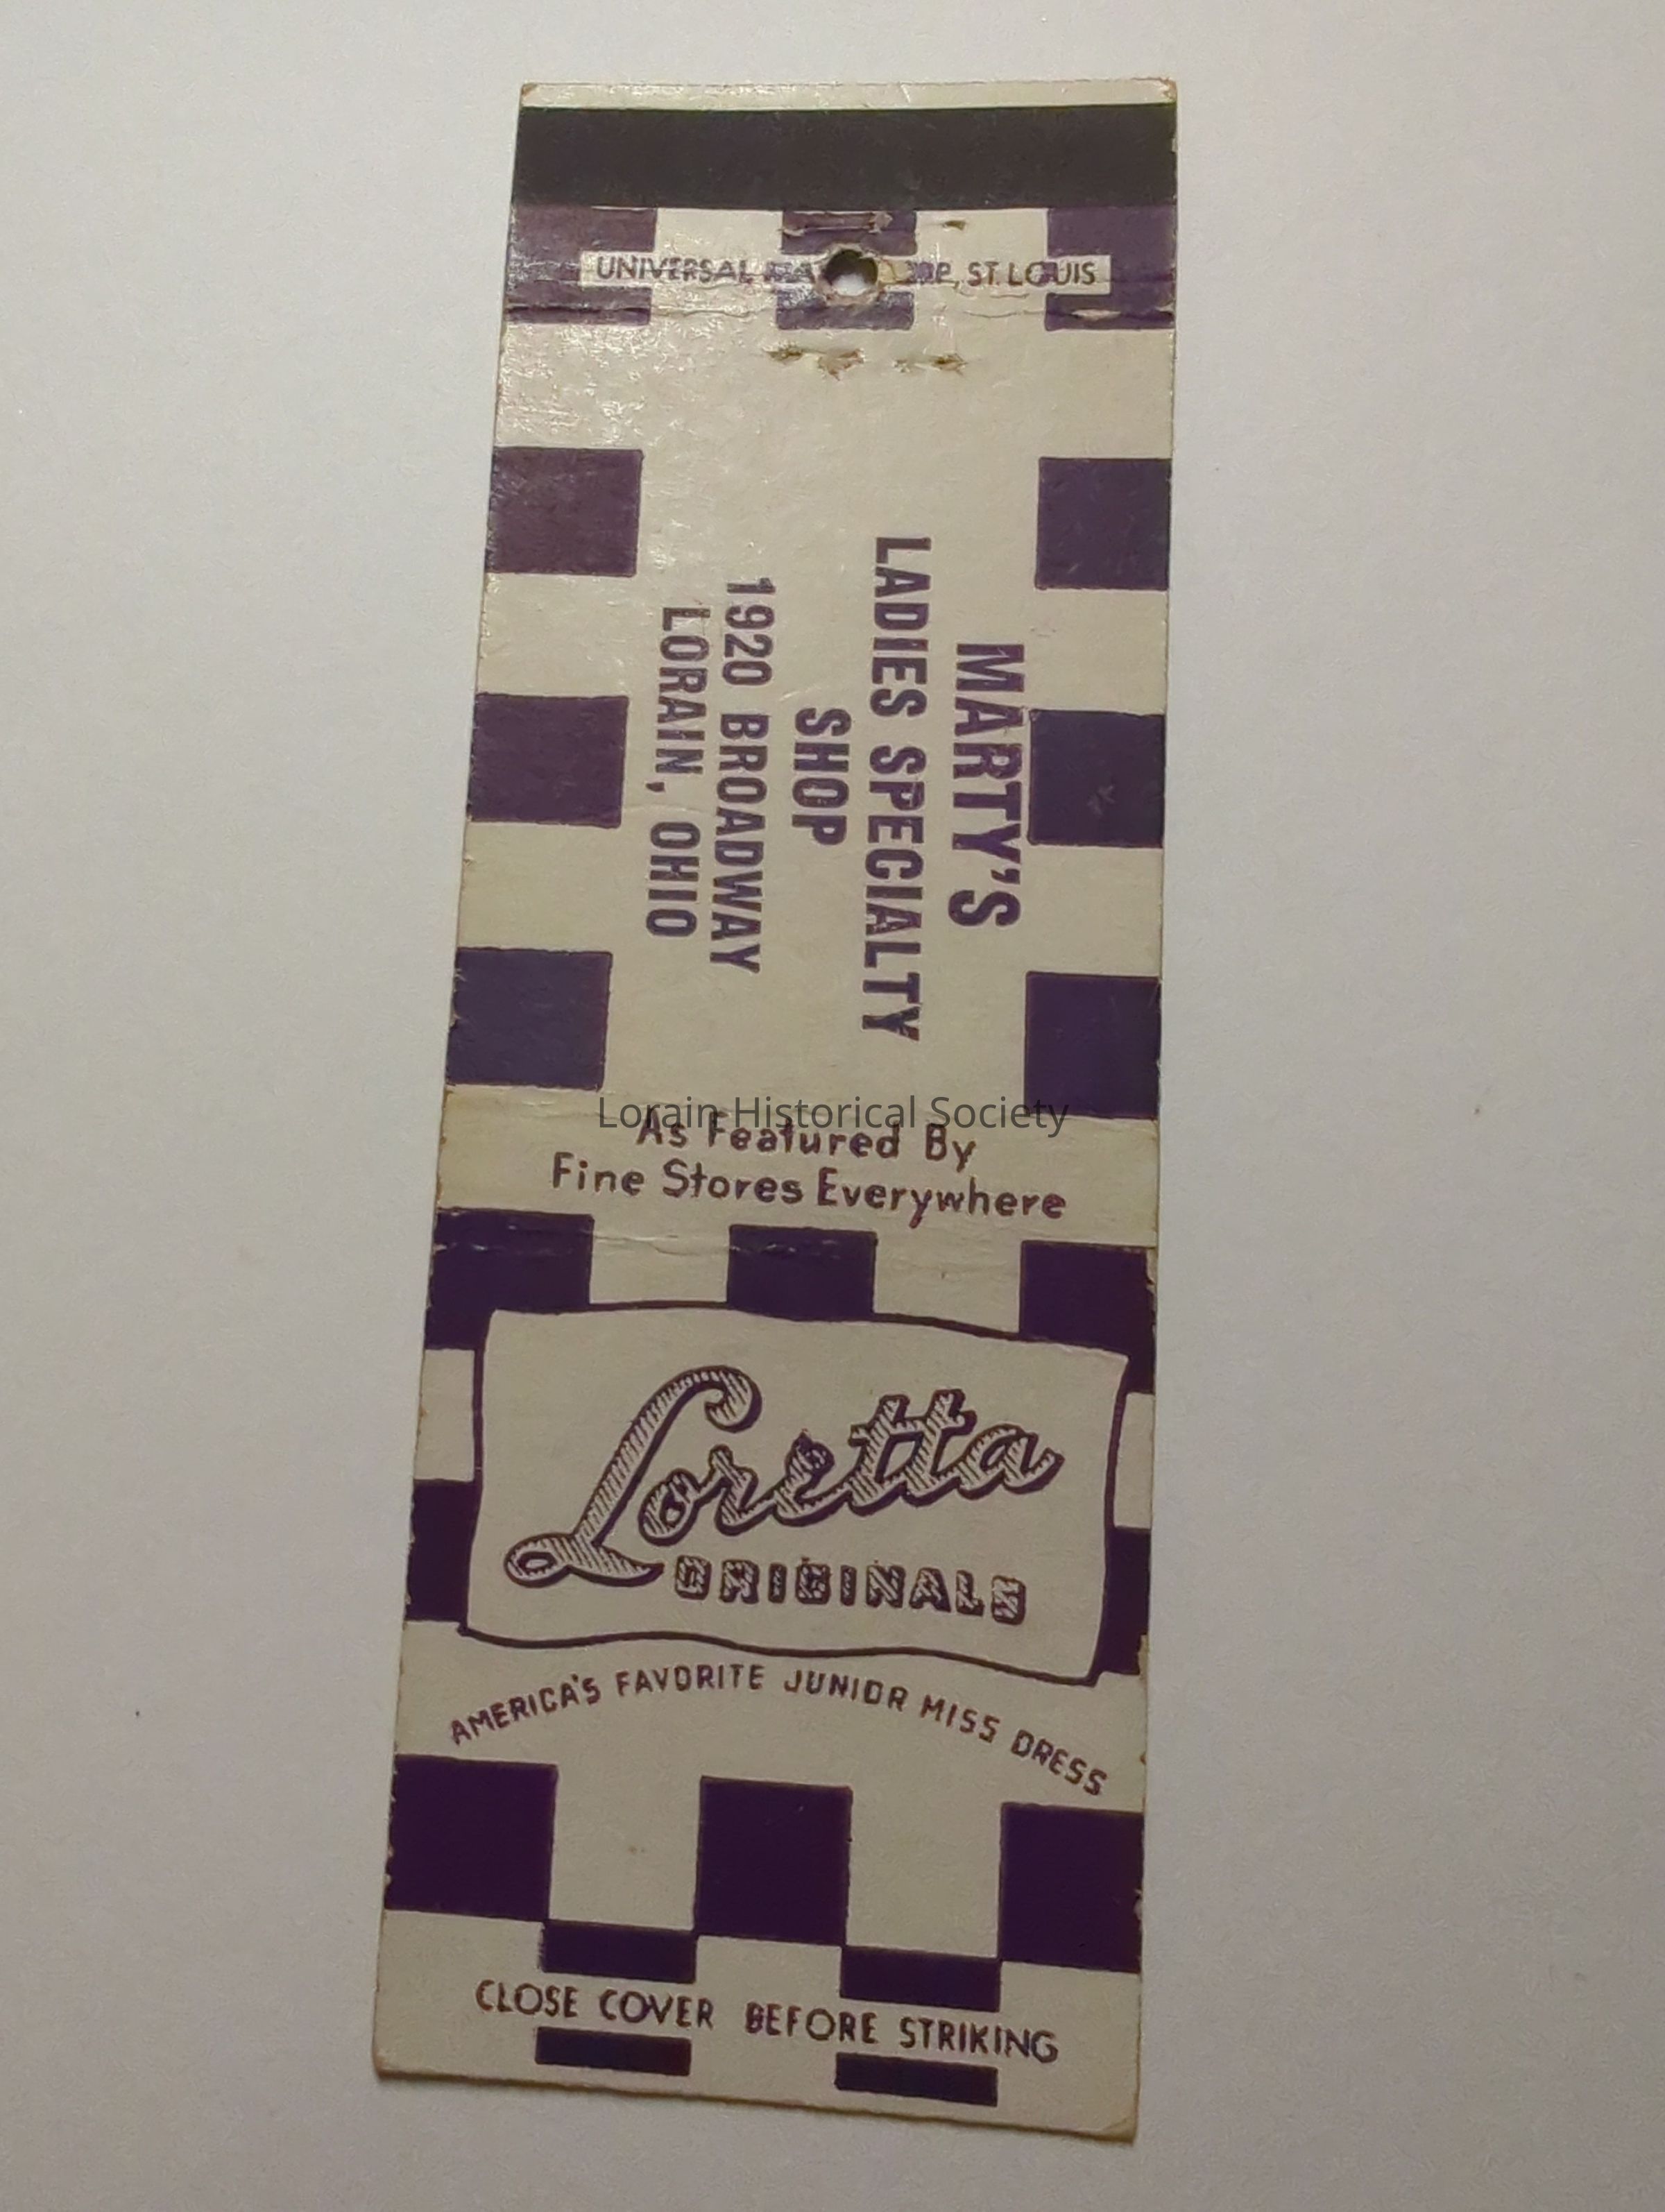 UNIVERSAL ST. LOUIS
MARTY'S
LADIES SPECIALTY
SHOP
1920 BROADWAY
LORAIN, OHIO
Lorain Historical Society
As Featured By
Fine Stores Everywhere
Loretta
ORIGINALS
AMERICA'S FAVORITE JUNIOR MISS DRESS
CLOSE COVER BEFORE STRIKING